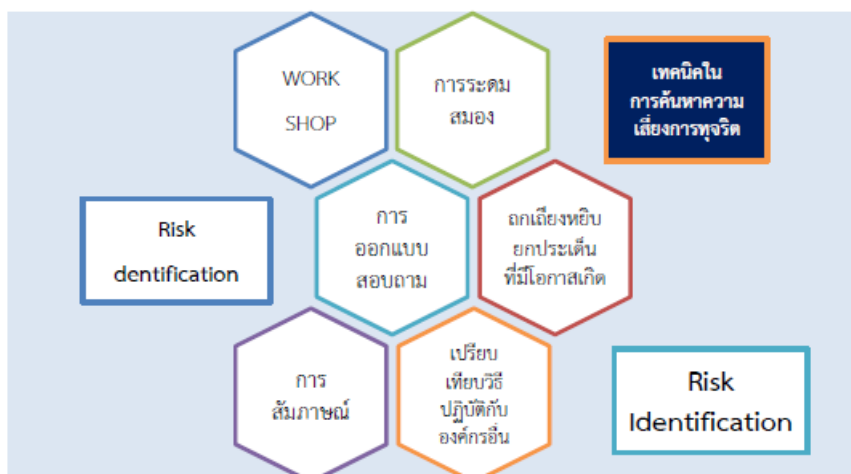 WORK
SHOP
การระดม
สมอง
เทคนิคใน
การค้นหาความ
เสี่ยงการทุจริต
Risk
dentification
การ
ออกแบบ
สอบถาม
ถกเถียงหยิบ
ยกประเด็น
ที่มีโอกาสเกิด
การ
สัมภาษณ์
เปรียบ
เทียบวิธี
ปฏิบัติกับ
องค์กรอื่น
Risk
Identification